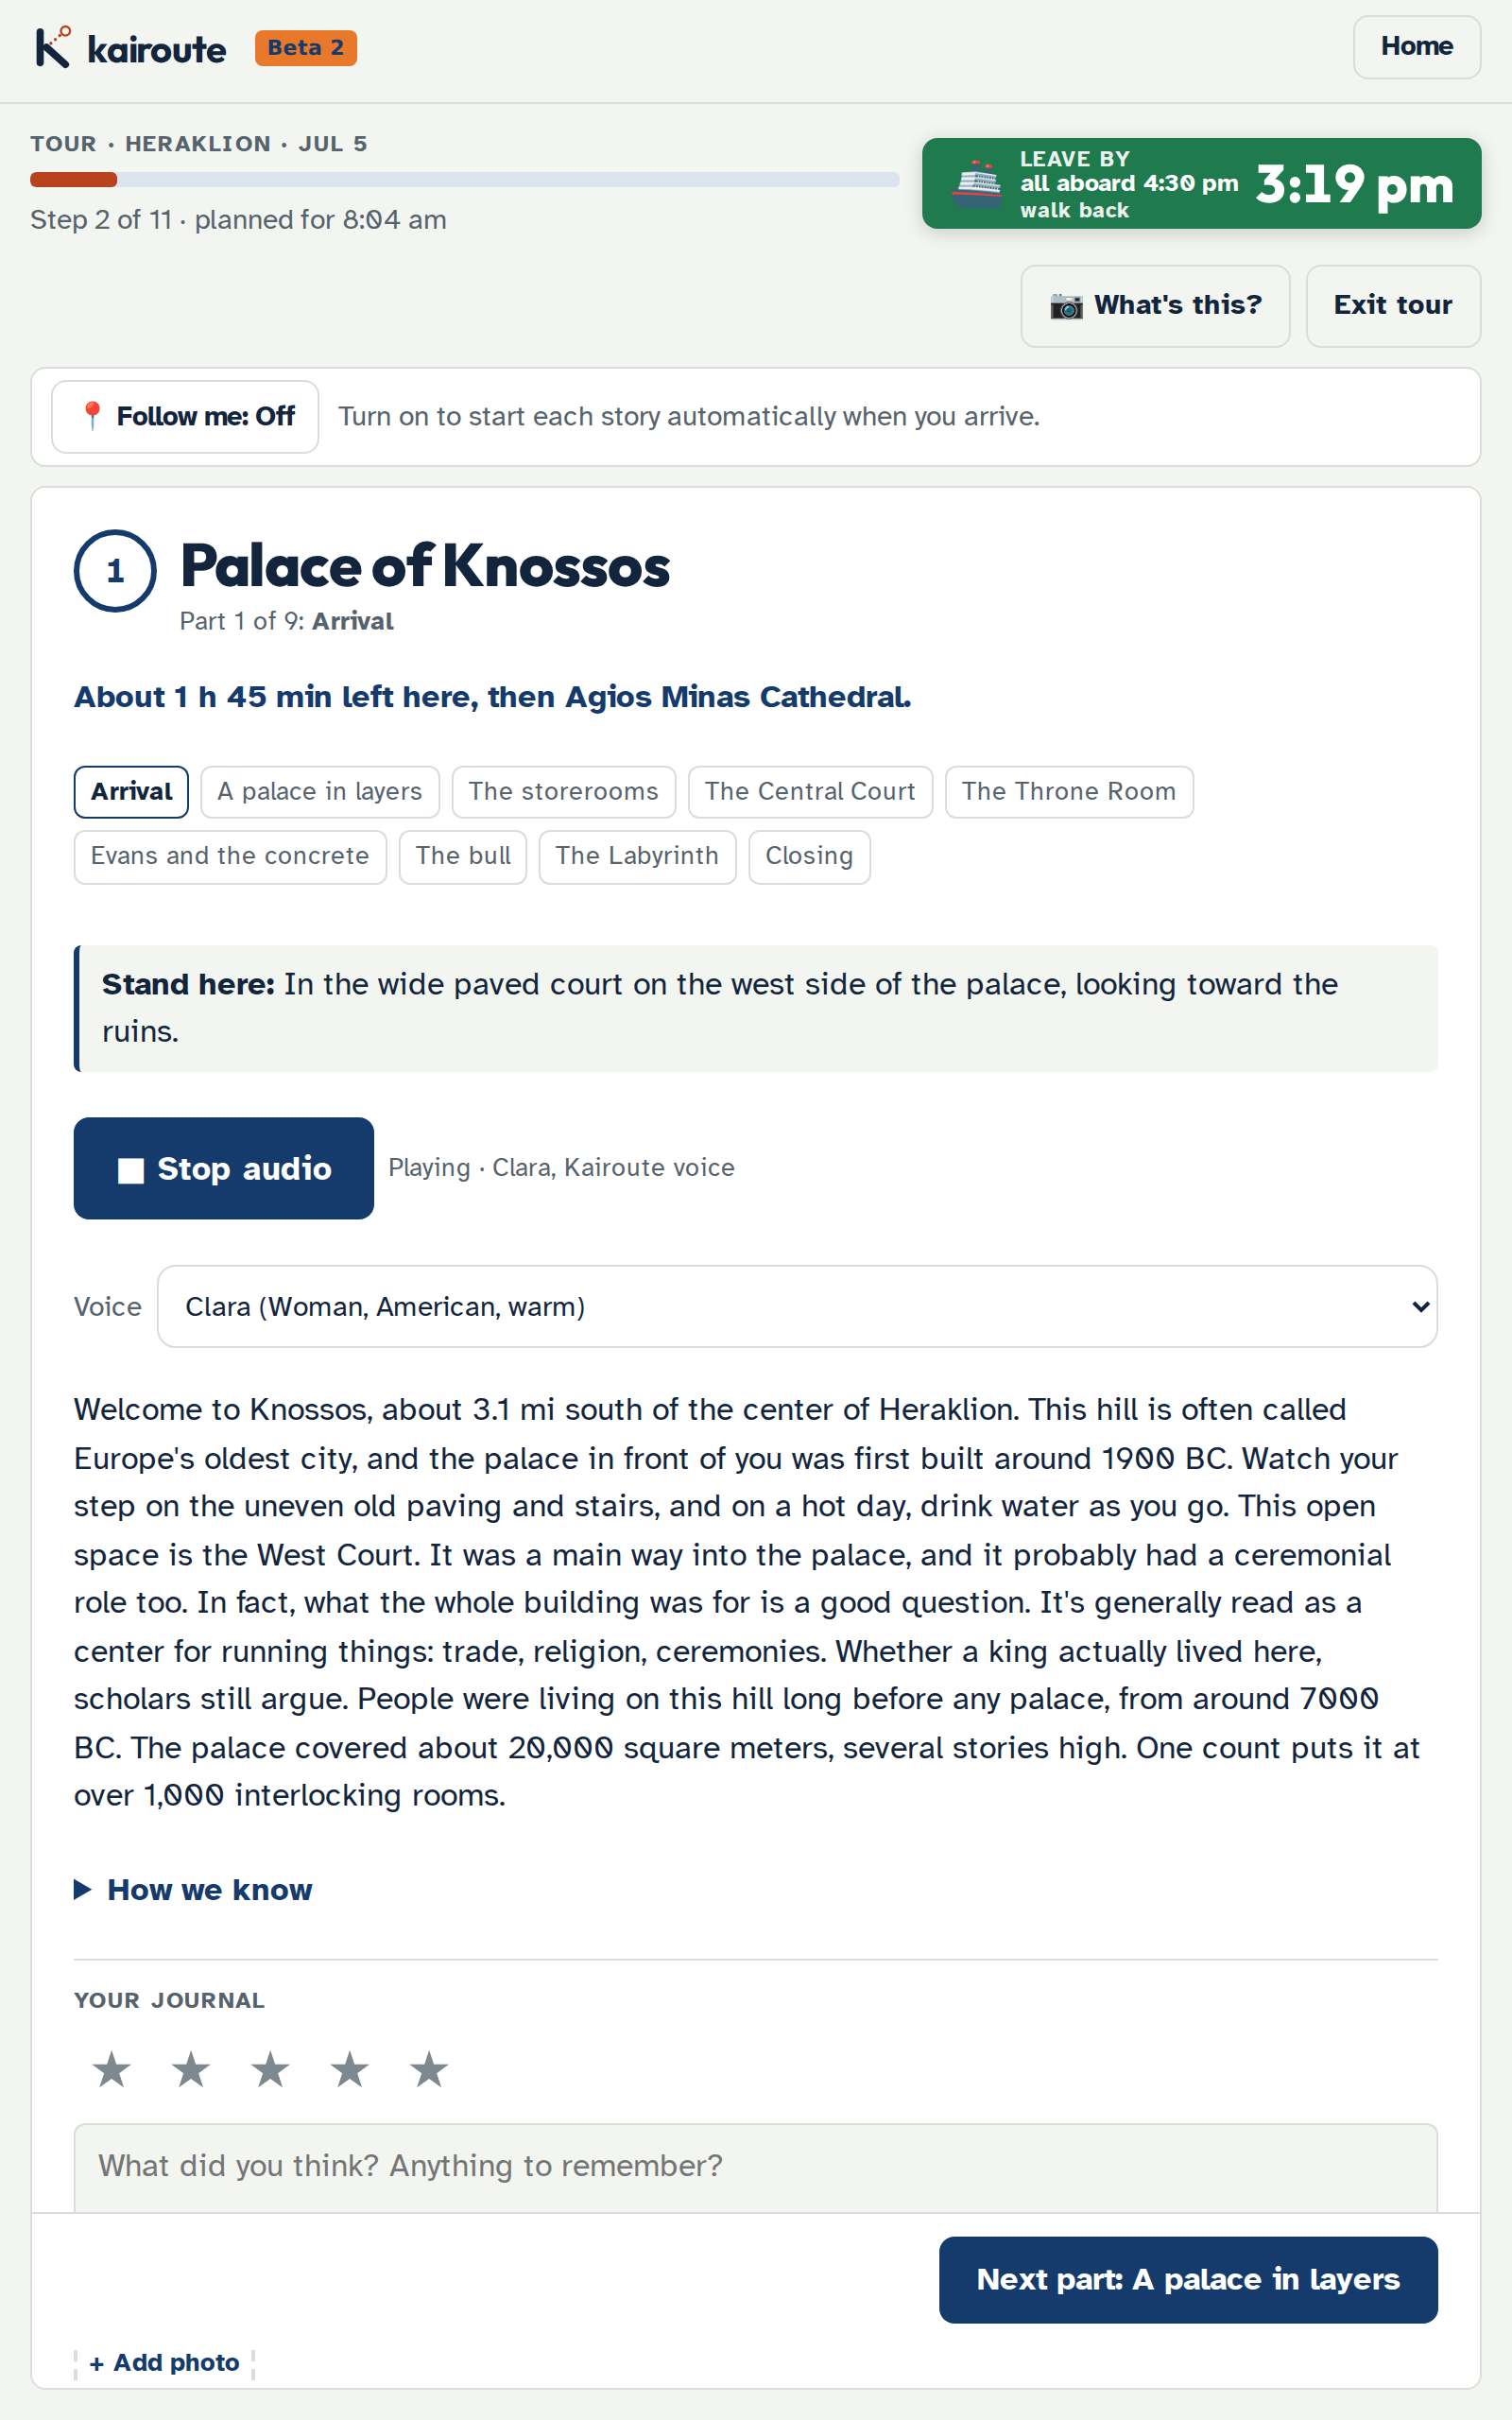 kairoute
Beta 2
Home
TOUR · HERAKLION · JUL 5
Step 2 of 11 · planned for 8:04 am
LEAVE BY
all aboard 4:30 pm
walk back
3:19 pm
What's this?
Exit tour
Follow me: Off
Turn on to start each story automatically when you arrive.
1
Palace of Knossos
Part 1 of 9: Arrival
About 1 h 45 min left here, then Agios Minas Cathedral.
Arrival
A palace in layers
The storerooms
The Central Court
The Throne Room
Evans and the concrete
The bull
The Labyrinth
Closing
Stand here: In the wide paved court on the west side of the palace, looking toward the
ruins.
Stop audio
Playing · Clara, Kairoute voice
Voice
Clara (Woman, American, warm)
Welcome to Knossos, about 3.1 mi south of the center of Heraklion. This hill is often called
Europe's oldest city, and the palace in front of you was first built around 1900 BC. Watch your
step on the uneven old paving and stairs, and on a hot day, drink water as you go. This open
space is the West Court. It was a main way into the palace, and it probably had a ceremonial
role too. In fact, what the whole building was for is a good question. It's generally read as a
center for running things: trade, religion, ceremonies. Whether a king actually lived here,
scholars still argue. People were living on this hill long before any palace, from around 7000
BC. The palace covered about 20,000 square meters, several stories high. One count puts it at
over 1,000 interlocking rooms.
How we know
YOUR JOURNAL
What did you think? Anything to remember?
Next part: A palace in layers
+ Add photo